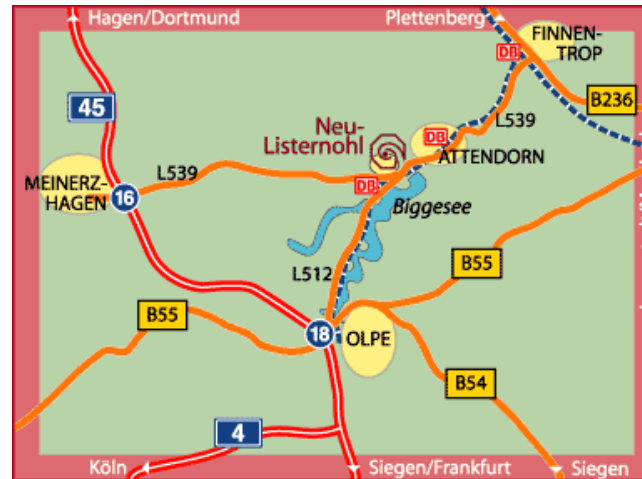 Hagen/Dortmund
Plettenberg
FINNEN-
TROP
DB
45
B236
Neu-
Listernohl
L539
DB
ATTENDORN
L539
MEINERZ-
HAGEN
16
DB
Biggesee
L512
B55
B55
18
OLPE
B54
4
Köln
Siegen/Frankfurt
Siegen